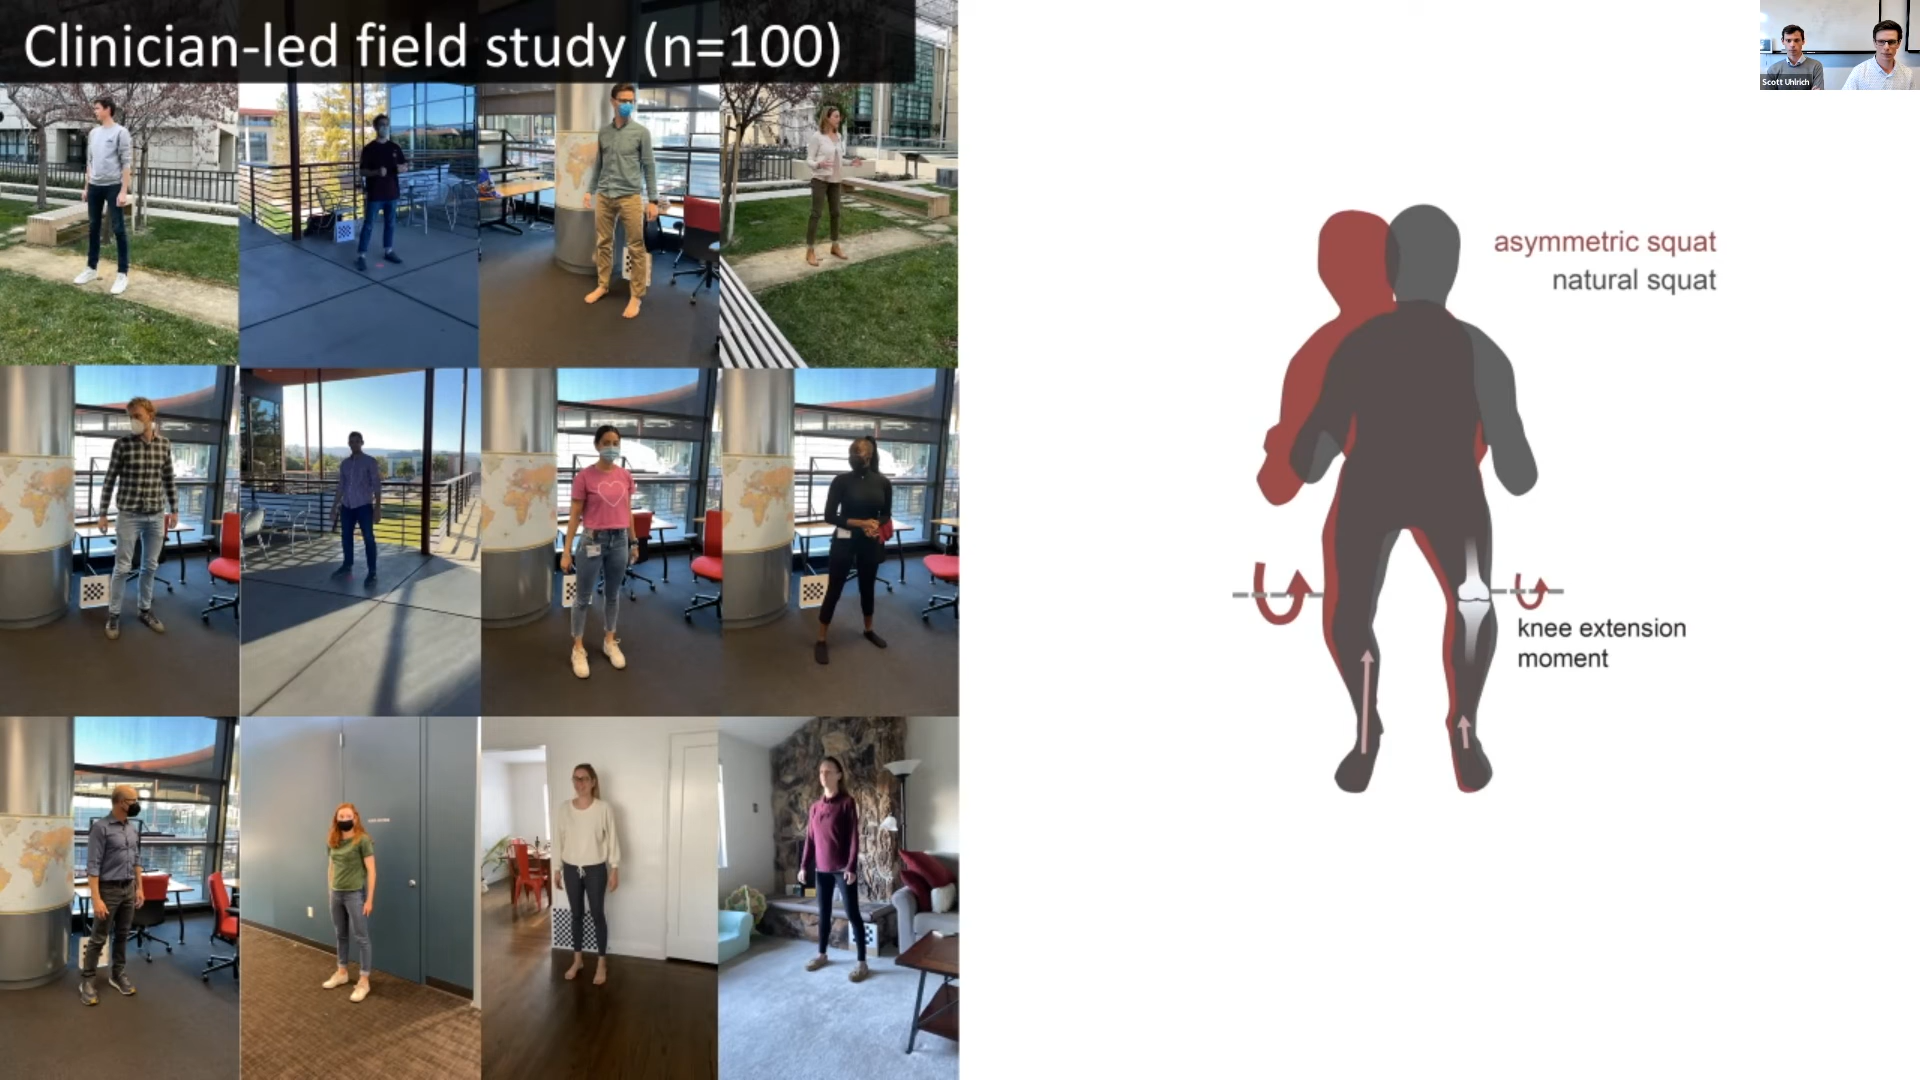 Clinician-led field study (n=100)
Scott Uhlrich
asymmetric squat
natural squat
knee extension
moment